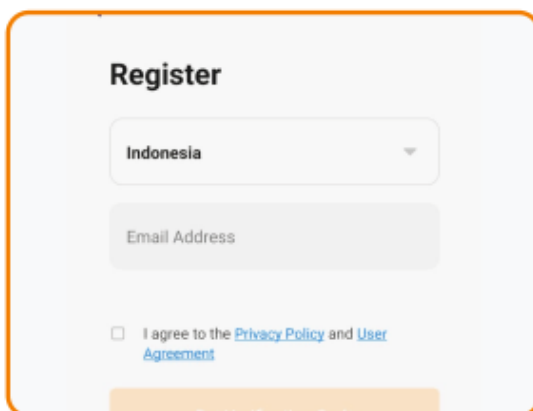 Register
Indonesia
Email Address
I agree to the Privacy Policy and User
Agreement